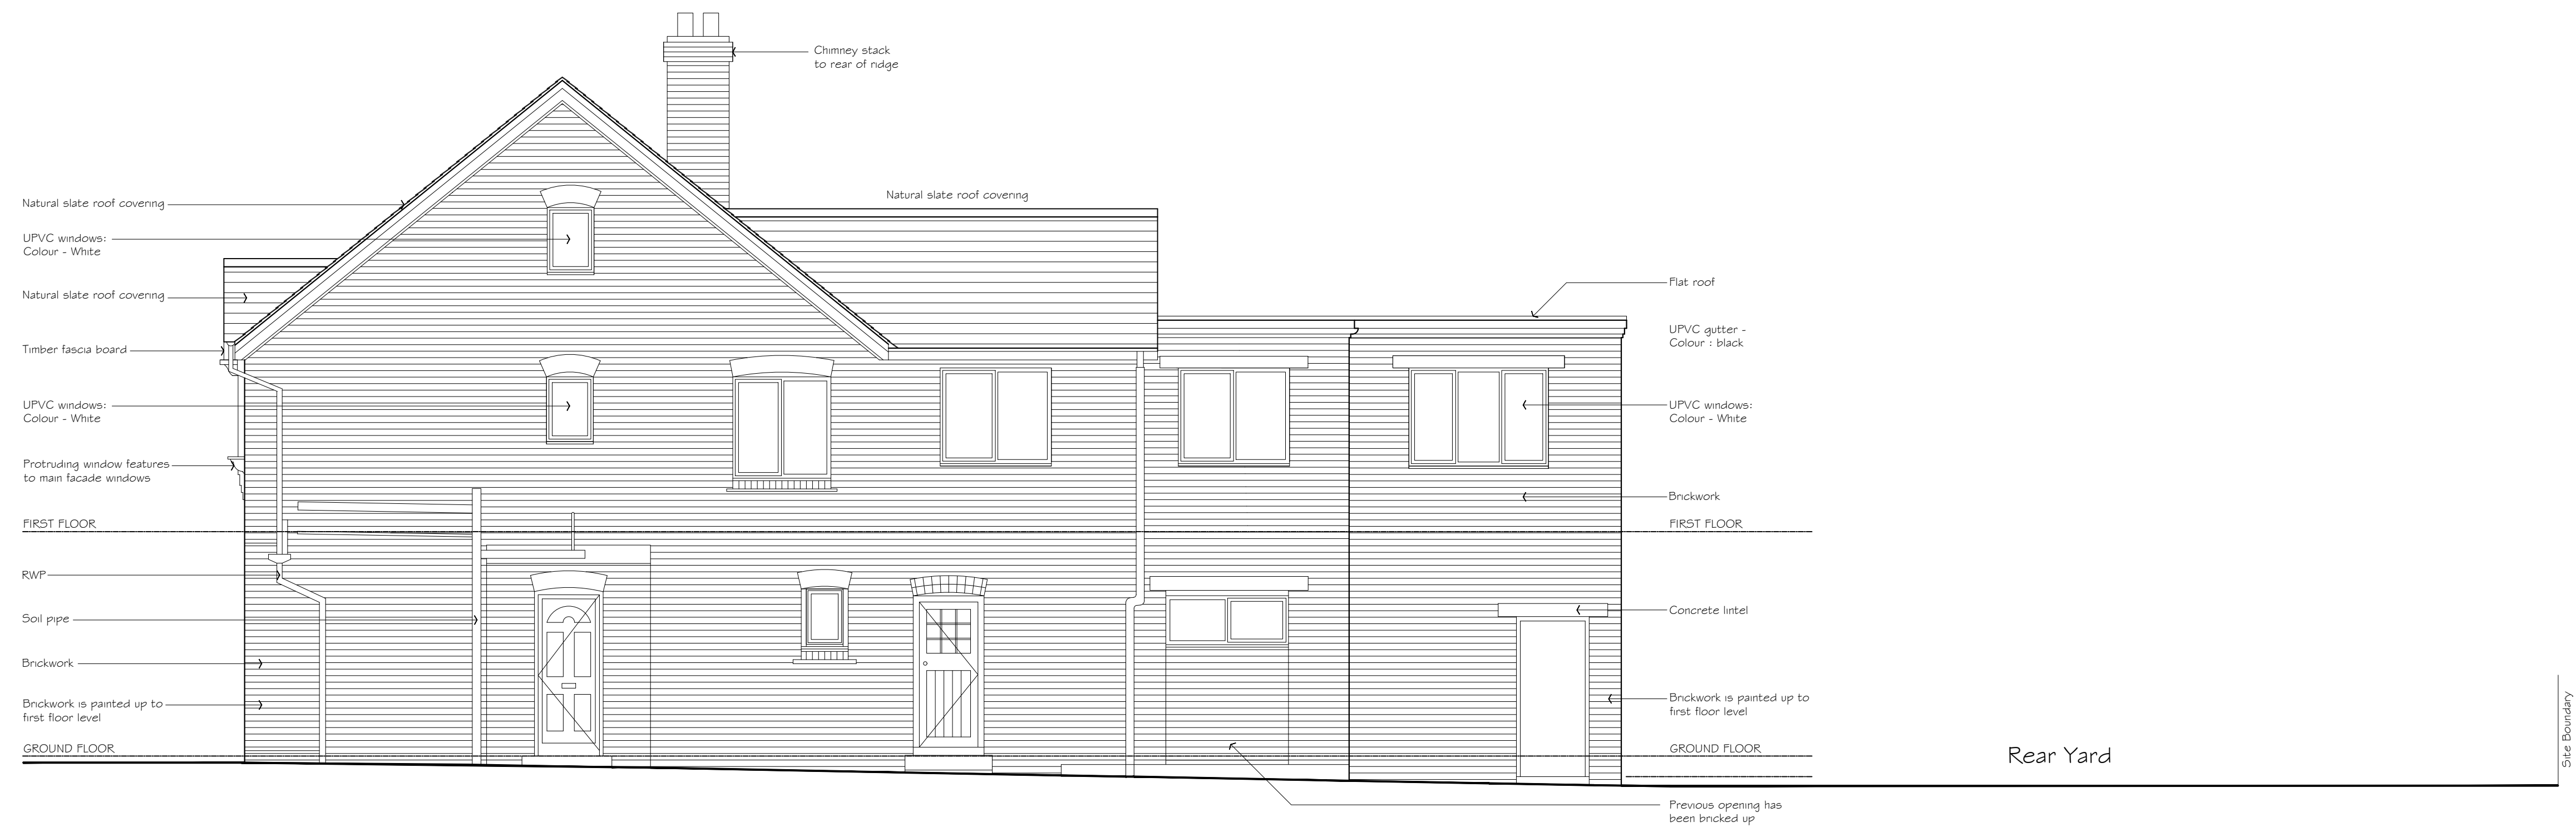 Chimney stack
to rear of ridge
Natural slate roof covering
Natural slate roof covering
UPVC windows:
Colour - White
Natural slate roof covering
Timber fascia board
UPVC windows:
Colour - White
Protruding window features
to main facade windows
FIRST FLOOR
RWP
Soil pipe
Brickwork
Brickwork is painted up to
first floor level
GROUND FLOOR
Flat roof
UPVC gutter -
Colour : black
UPVC windows:
Colour - White
Brickwork
FIRST FLOOR
Concrete lintel
Brickwork is painted up to
first floor level
GROUND FLOOR
Previous opening has
been bricked up
Rear Yard
Site Boundary